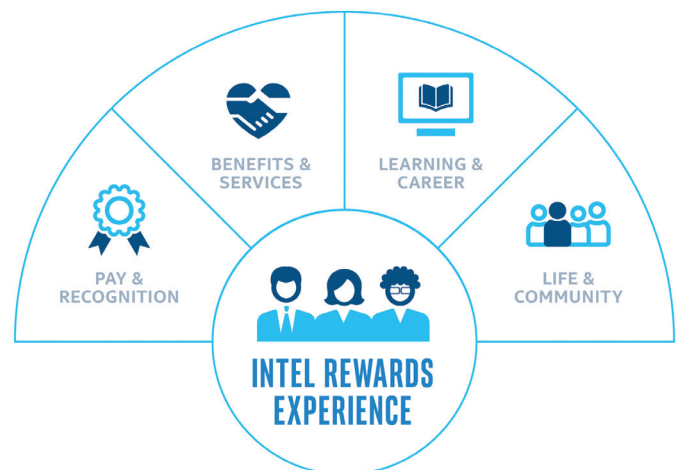 BENEFITS &
SERVICES
LEARNING &
CAREER
PAY &
RECOGNITION
LIFE &
COMMUNITY
INTEL REWARDS
EXPERIENCE